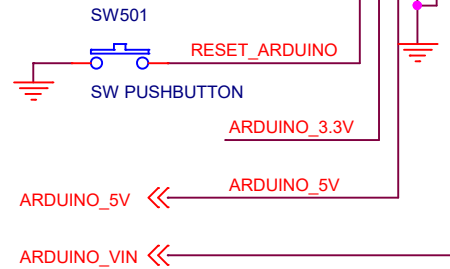 SW501
RESET_ARDUINO
SW PUSHBUTTON
ARDUINO_3.3V
ARDUINO_5V
ARDUINO_5V
ARDUINO_VIN